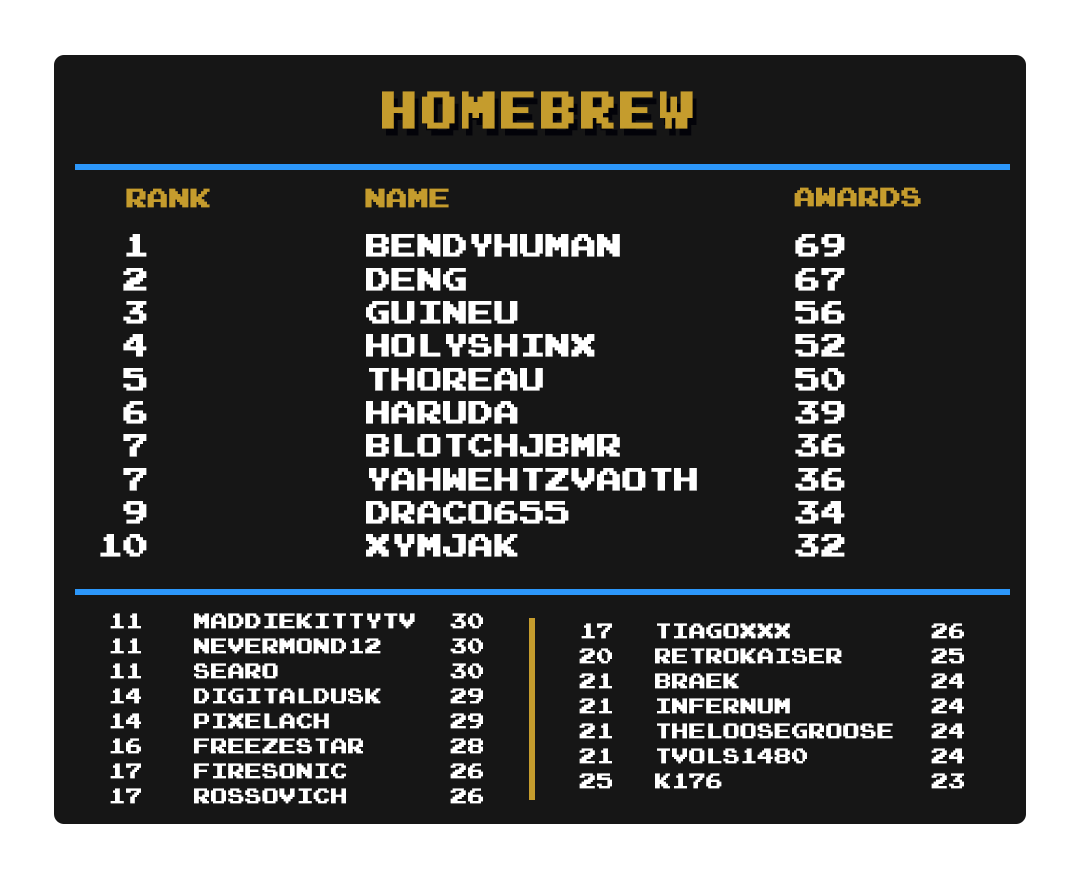 HOMEBREW
RANK NAME AWARDS
1 BENDYHUMAN 69
2 DENG 67
3 GUINEU 56
4 HOLYSHINX 52
5 THOREAU 50
6 HARUDA 39
7 BLOTCHJBMR 36
7 YAHWEHTZVAOTH 36
9 DRACO655 34
10 XYMJAK 32
11 MADDIEKITTYTV 30
11 NEVERMOND12 30
11 SEARO 30
14 DIGITALDUSK 29
14 PIXELACH 29
16 FREEZESTAR 28
17 FIRESONIC 26
17 ROSSOVICH 26
17 TIAGOXXX 26
20 RETROKAISER 25
21 BRAEK 24
21 INFERNUM 24
21 THELOOSEGROOSE 24
21 TVOLS1480 24
25 K176 23